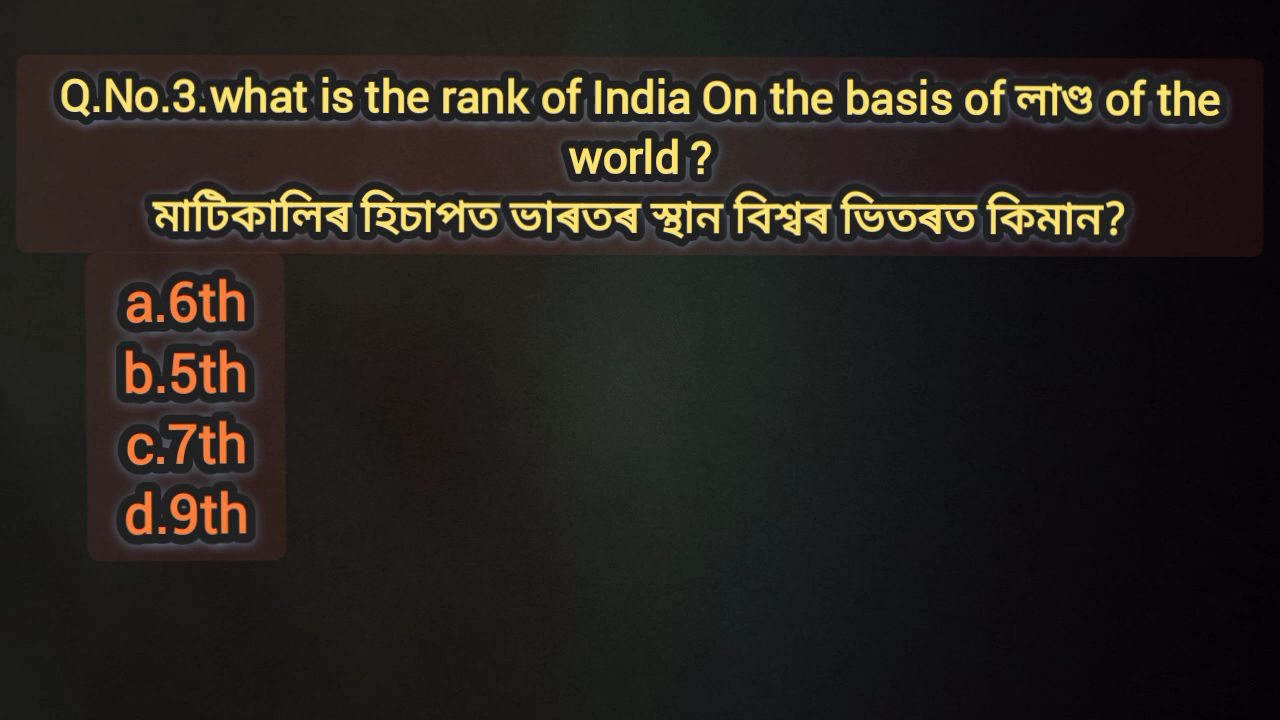 Q.No.3.what is the rank of India On the basis of লাণ্ড of the
world ?
মাটিকালিৰ হিচাপত ভাৰতৰ স্থান বিশ্বৰ ভিতৰত কিমান?
a.6th
b.5th
c.7th
d.9th